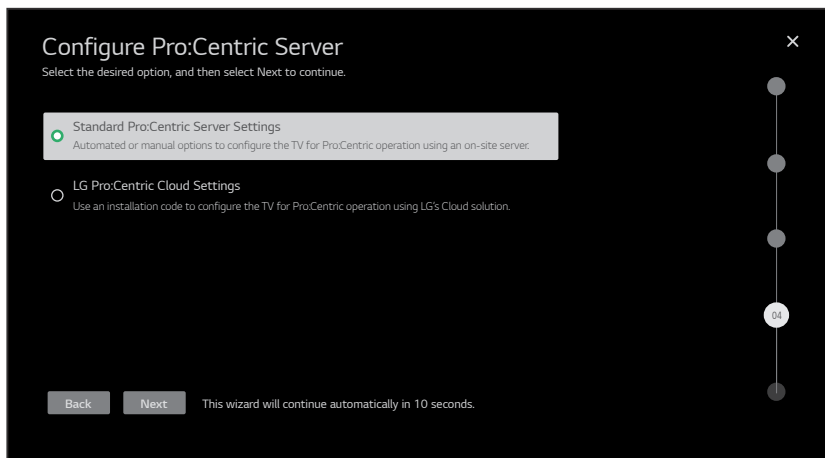 Configure Pro:Centric Server
Select the desired option, and then select Next to continue.
Standard Pro:Centric Server Settings
Automated or manual options to configure the TV for Pro:Centric operation using an on-site server.
LG Pro:Centric Cloud Settings
Use an installation code to configure the TV for Pro:Centric operation using LG's Cloud solution.
04
Back Next This wizard will continue automatically in 10 seconds.